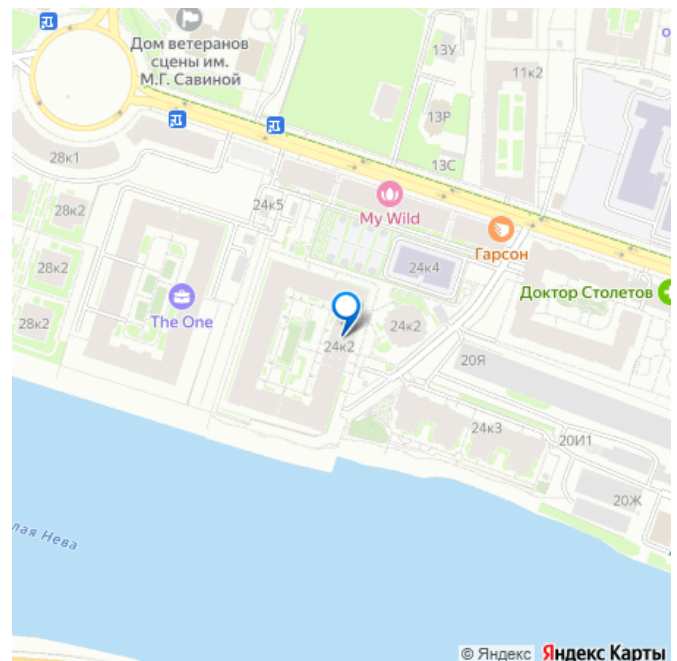 Дом ветеранов
сцены им.
М.Г. Савиной
13У
11к2
13Р
28к1
13С
My Wild
28к2
24к5
Гарсон
28к2
24к4
Доктор Столетов
The One
28к2
24к2
24к2
20Я
24к3
20И1
20Ж
лая Нева
© Яндекс Яндекс Карты